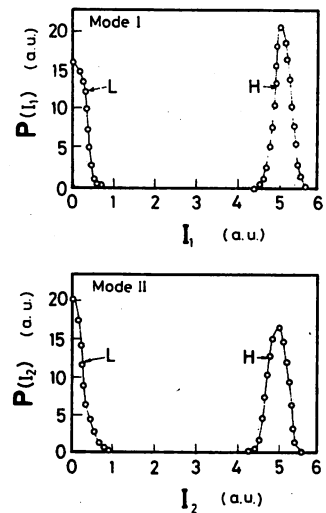 Mode I
P(I₁) (a.u.)
20
15
10
5
0
L
H
0 1 2 3 4 5 6
I₁ (a.u.)
Mode II
P(I₂) (a.u.)
20
15
10
5
0
L
H
0 1 2 3 4 5 6
I₂ (a.u.)